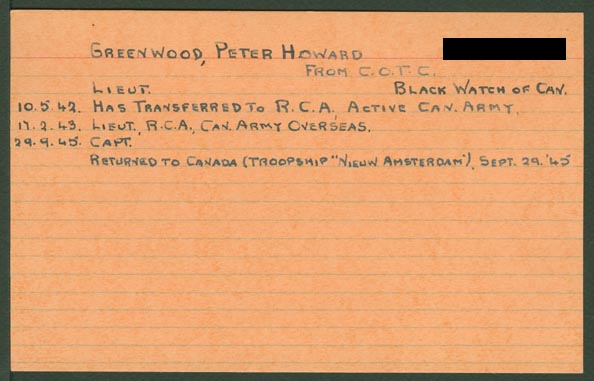 GREENWOOD, PETER HOWARD
FROM C.O.T.C.
LIEUT. BLACK WATCH OF CAN.
10.5.42. HAS TRANSFERRED TO R.C.A. ACTIVE CAN. ARMY.
17.2.43. LIEUT., R.C.A., CAN. ARMY OVERSEAS.
29.9.45. CAPT.
RETURNED TO CANADA (TROOPSHIP "NIEUW AMSTERDAM"), SEPT. 29. '45